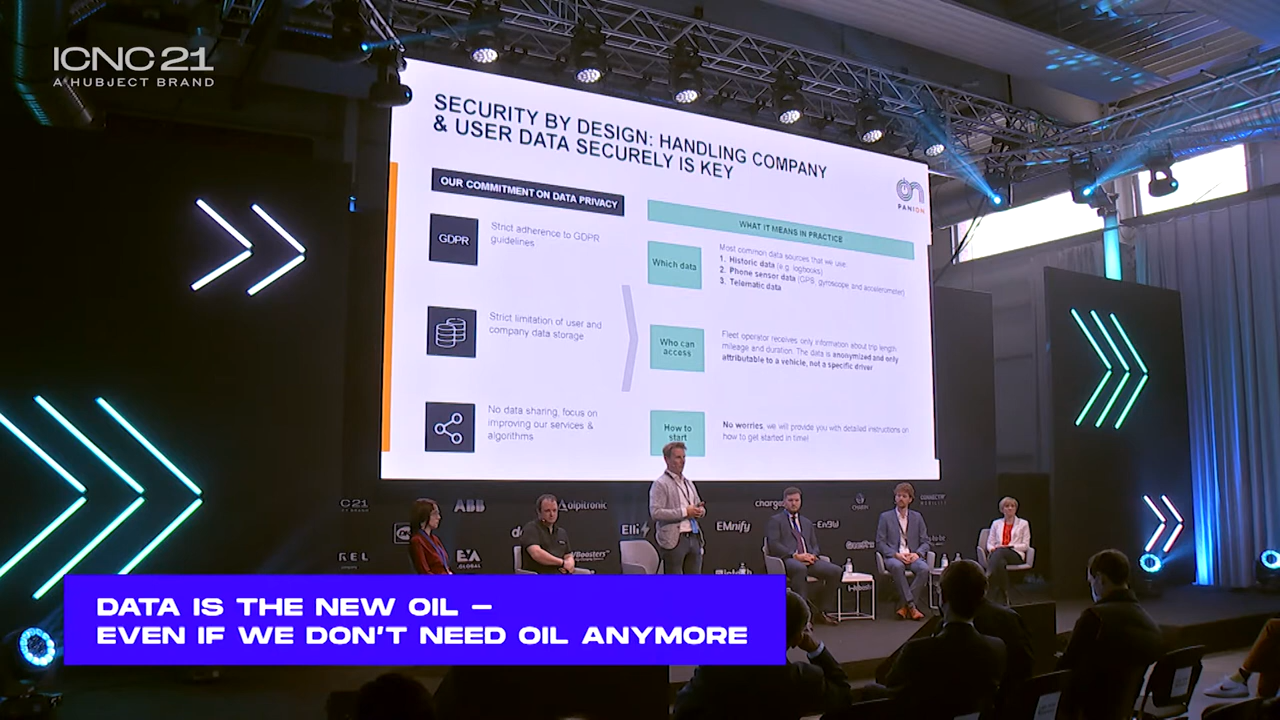 ICNC21
A HUBJECT BRAND
SECURITY BY DESIGN: HANDLING COMPANY
& USER DATA SECURELY IS KEY
PANION
OUR COMMITMENT ON DATA PRIVACY
GDPR
Strict adherence to GDPR
guidelines
Strict limitation of user and
company data storage
No data sharing, focus on
improving our services &
algorithms
WHAT IT MEANS IN PRACTICE
Which data
Most common data sources that we use:
1. Historic data (e.g. logbooks)
2. Phone sensor data (GPS, gyroscope and accelerometer)
3. Telematic data
Who can
access
Fleet operator receives only information about trip length,
mileage and duration. The data is anonymized and only
attributable to a vehicle, not a specific driver
How to
start
No worries, we will provide you with detailed instructions on
how to get started in time!
C21
ABB
alpitronic
Elli
EMnify
EnBW
EVA
GLOBAL
Boosters
DATA IS THE NEW OIL –
EVEN IF WE DON'T NEED OIL ANYMORE